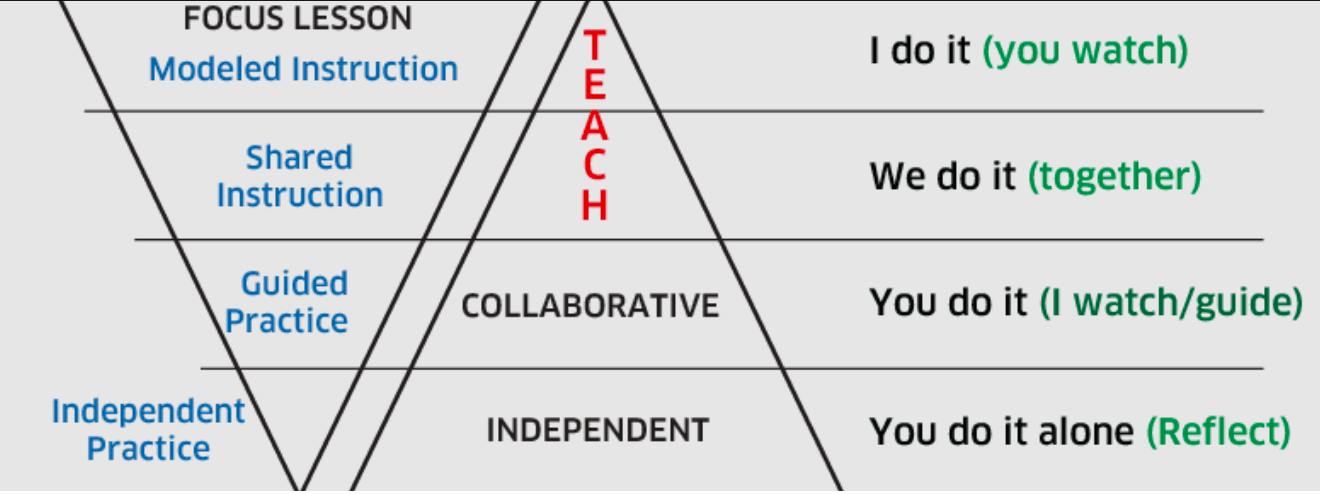 FOCUS LESSON
Modeled Instruction
T
E
A
C
H
I do it (you watch)
Shared
Instruction
We do it (together)
Guided
Practice
COLLABORATIVE
You do it (I watch/guide)
Independent
Practice
INDEPENDENT
You do it alone (Reflect)